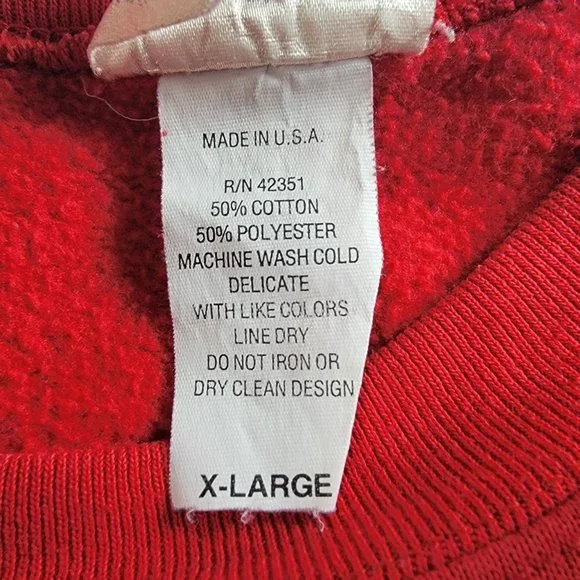 MADE IN U.S.A.
R/N 42351
50% COTTON
50% POLYESTER
MACHINE WASH COLD
DELICATE
WITH LIKE COLORS
LINE DRY
DO NOT IRON OR
DRY CLEAN DESIGN
X-LARGE